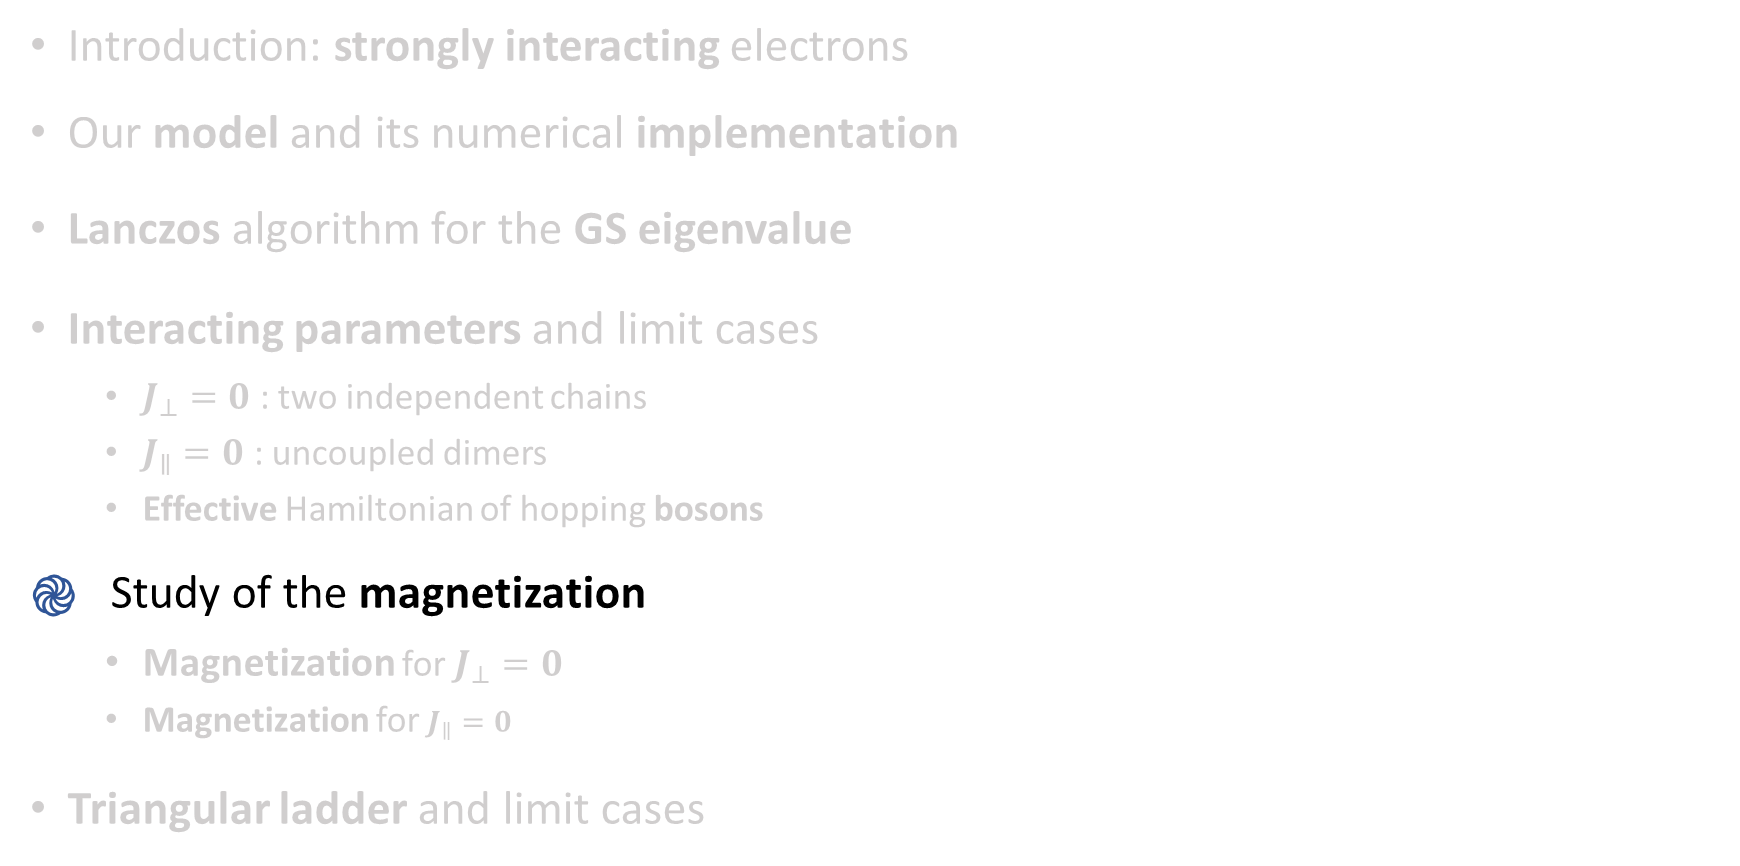 • Introduction: strongly interacting electrons
• Our model and its numerical implementation
• Lanczos algorithm for the GS eigenvalue
• Interacting parameters and limit cases
• J⊥ = 0 : two independent chains
• J∥ = 0 : uncoupled dimers
• Effective Hamiltonian of hopping bosons
Study of the magnetization
• Magnetization for J⊥ = 0
• Magnetization for J∥ = 0
• Triangular ladder and limit cases